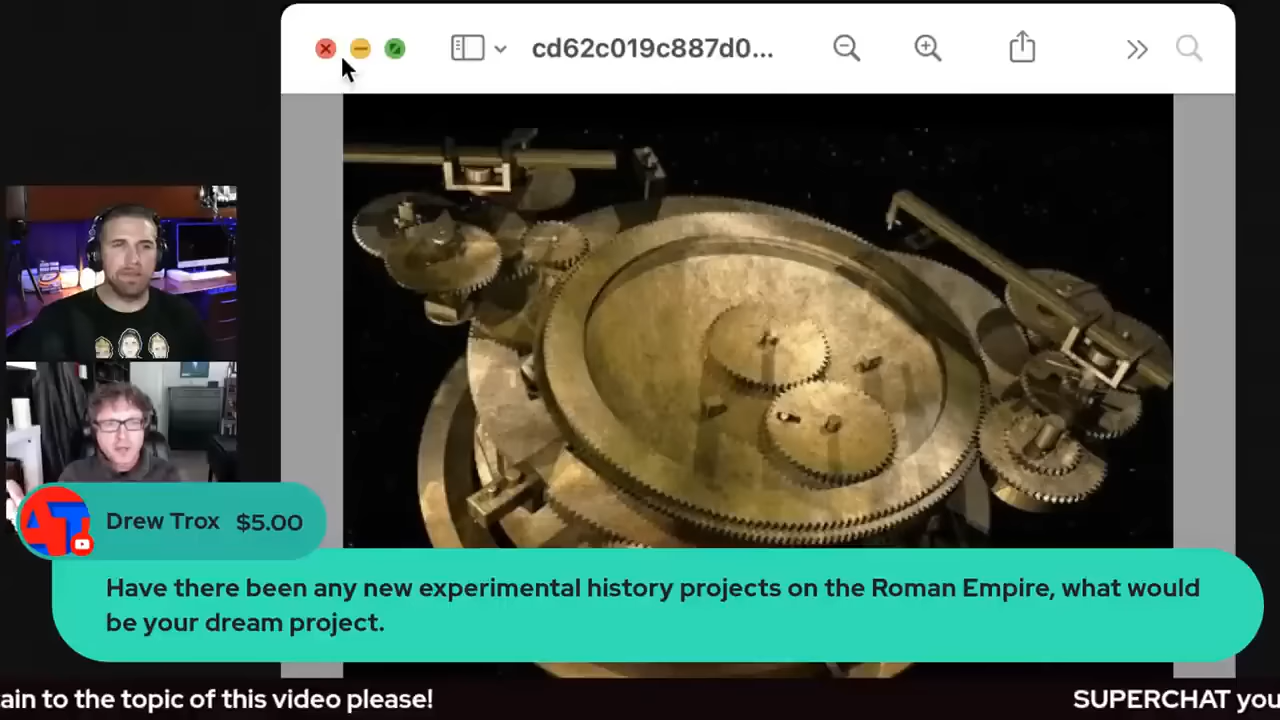 cd62c019c887d0...
Drew Trox $5.00
Have there been any new experimental history projects on the Roman Empire, what would
be your dream project.
tain to the topic of this video please! SUPERCHAT you